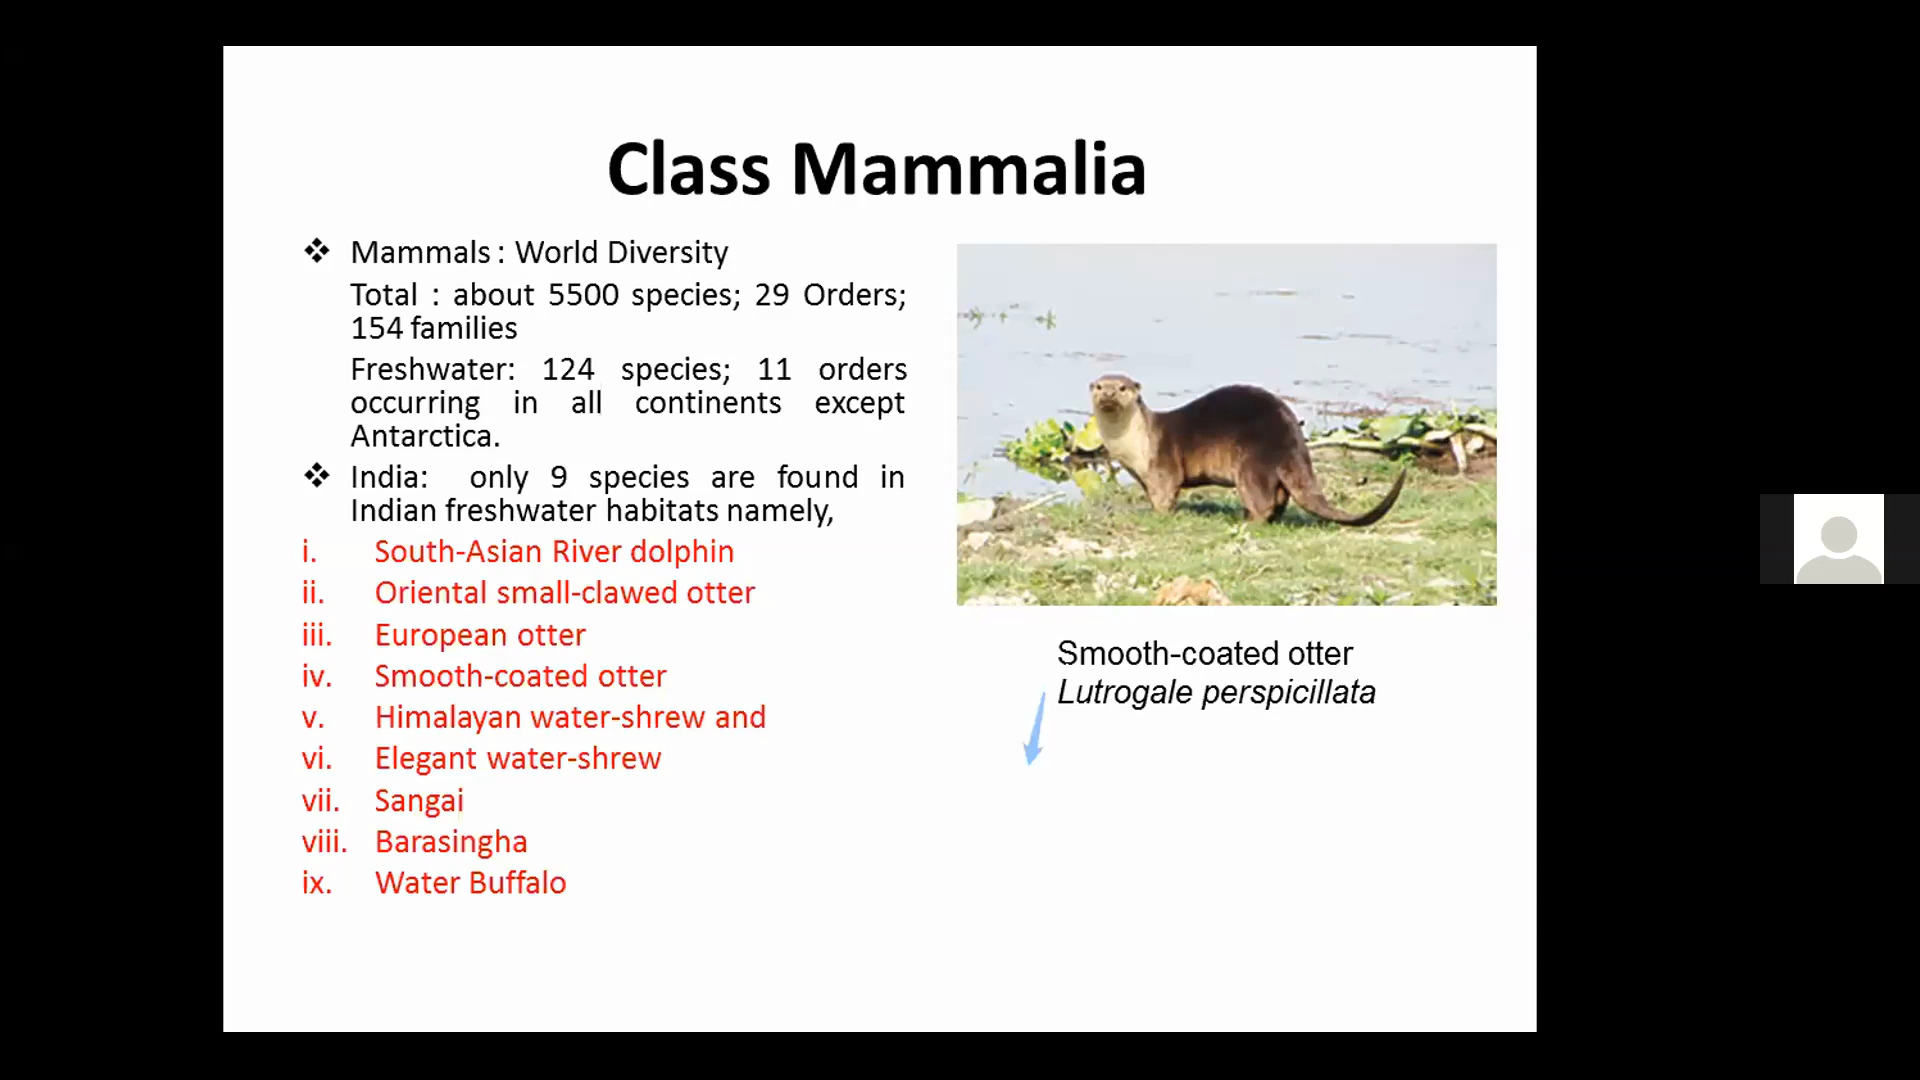 Class Mammalia
❖ Mammals : World Diversity
Total : about 5500 species; 29 Orders;
154 families
Freshwater: 124 species; 11 orders
occurring in all continents except
Antarctica.
❖ India: only 9 species are found in
Indian freshwater habitats namely,
i. South-Asian River dolphin
ii. Oriental small-clawed otter
iii. European otter
iv. Smooth-coated otter
v. Himalayan water-shrew and
vi. Elegant water-shrew
vii. Sangai
viii. Barasingha
ix. Water Buffalo
Smooth-coated otter
Lutrogale perspicillata